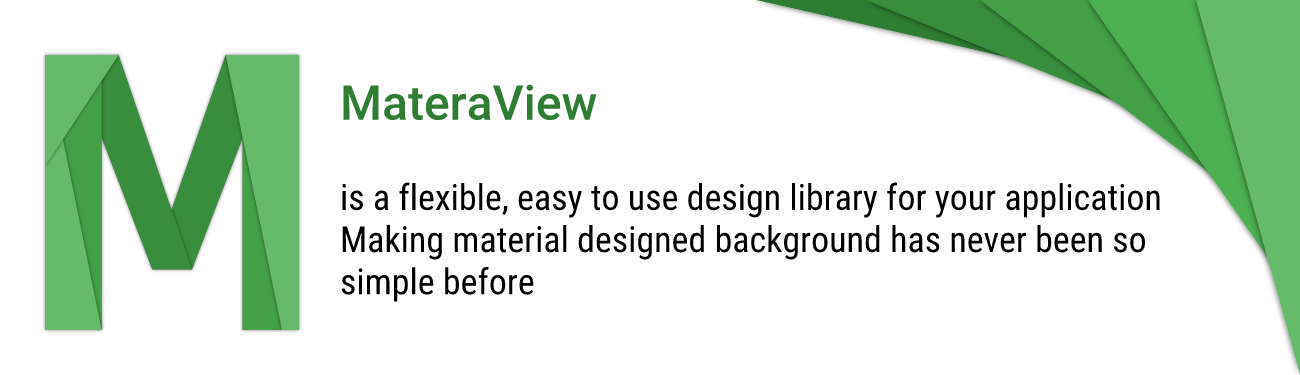 M
MateraView
is a flexible, easy to use design library for your application
Making material designed background has never been so
simple before